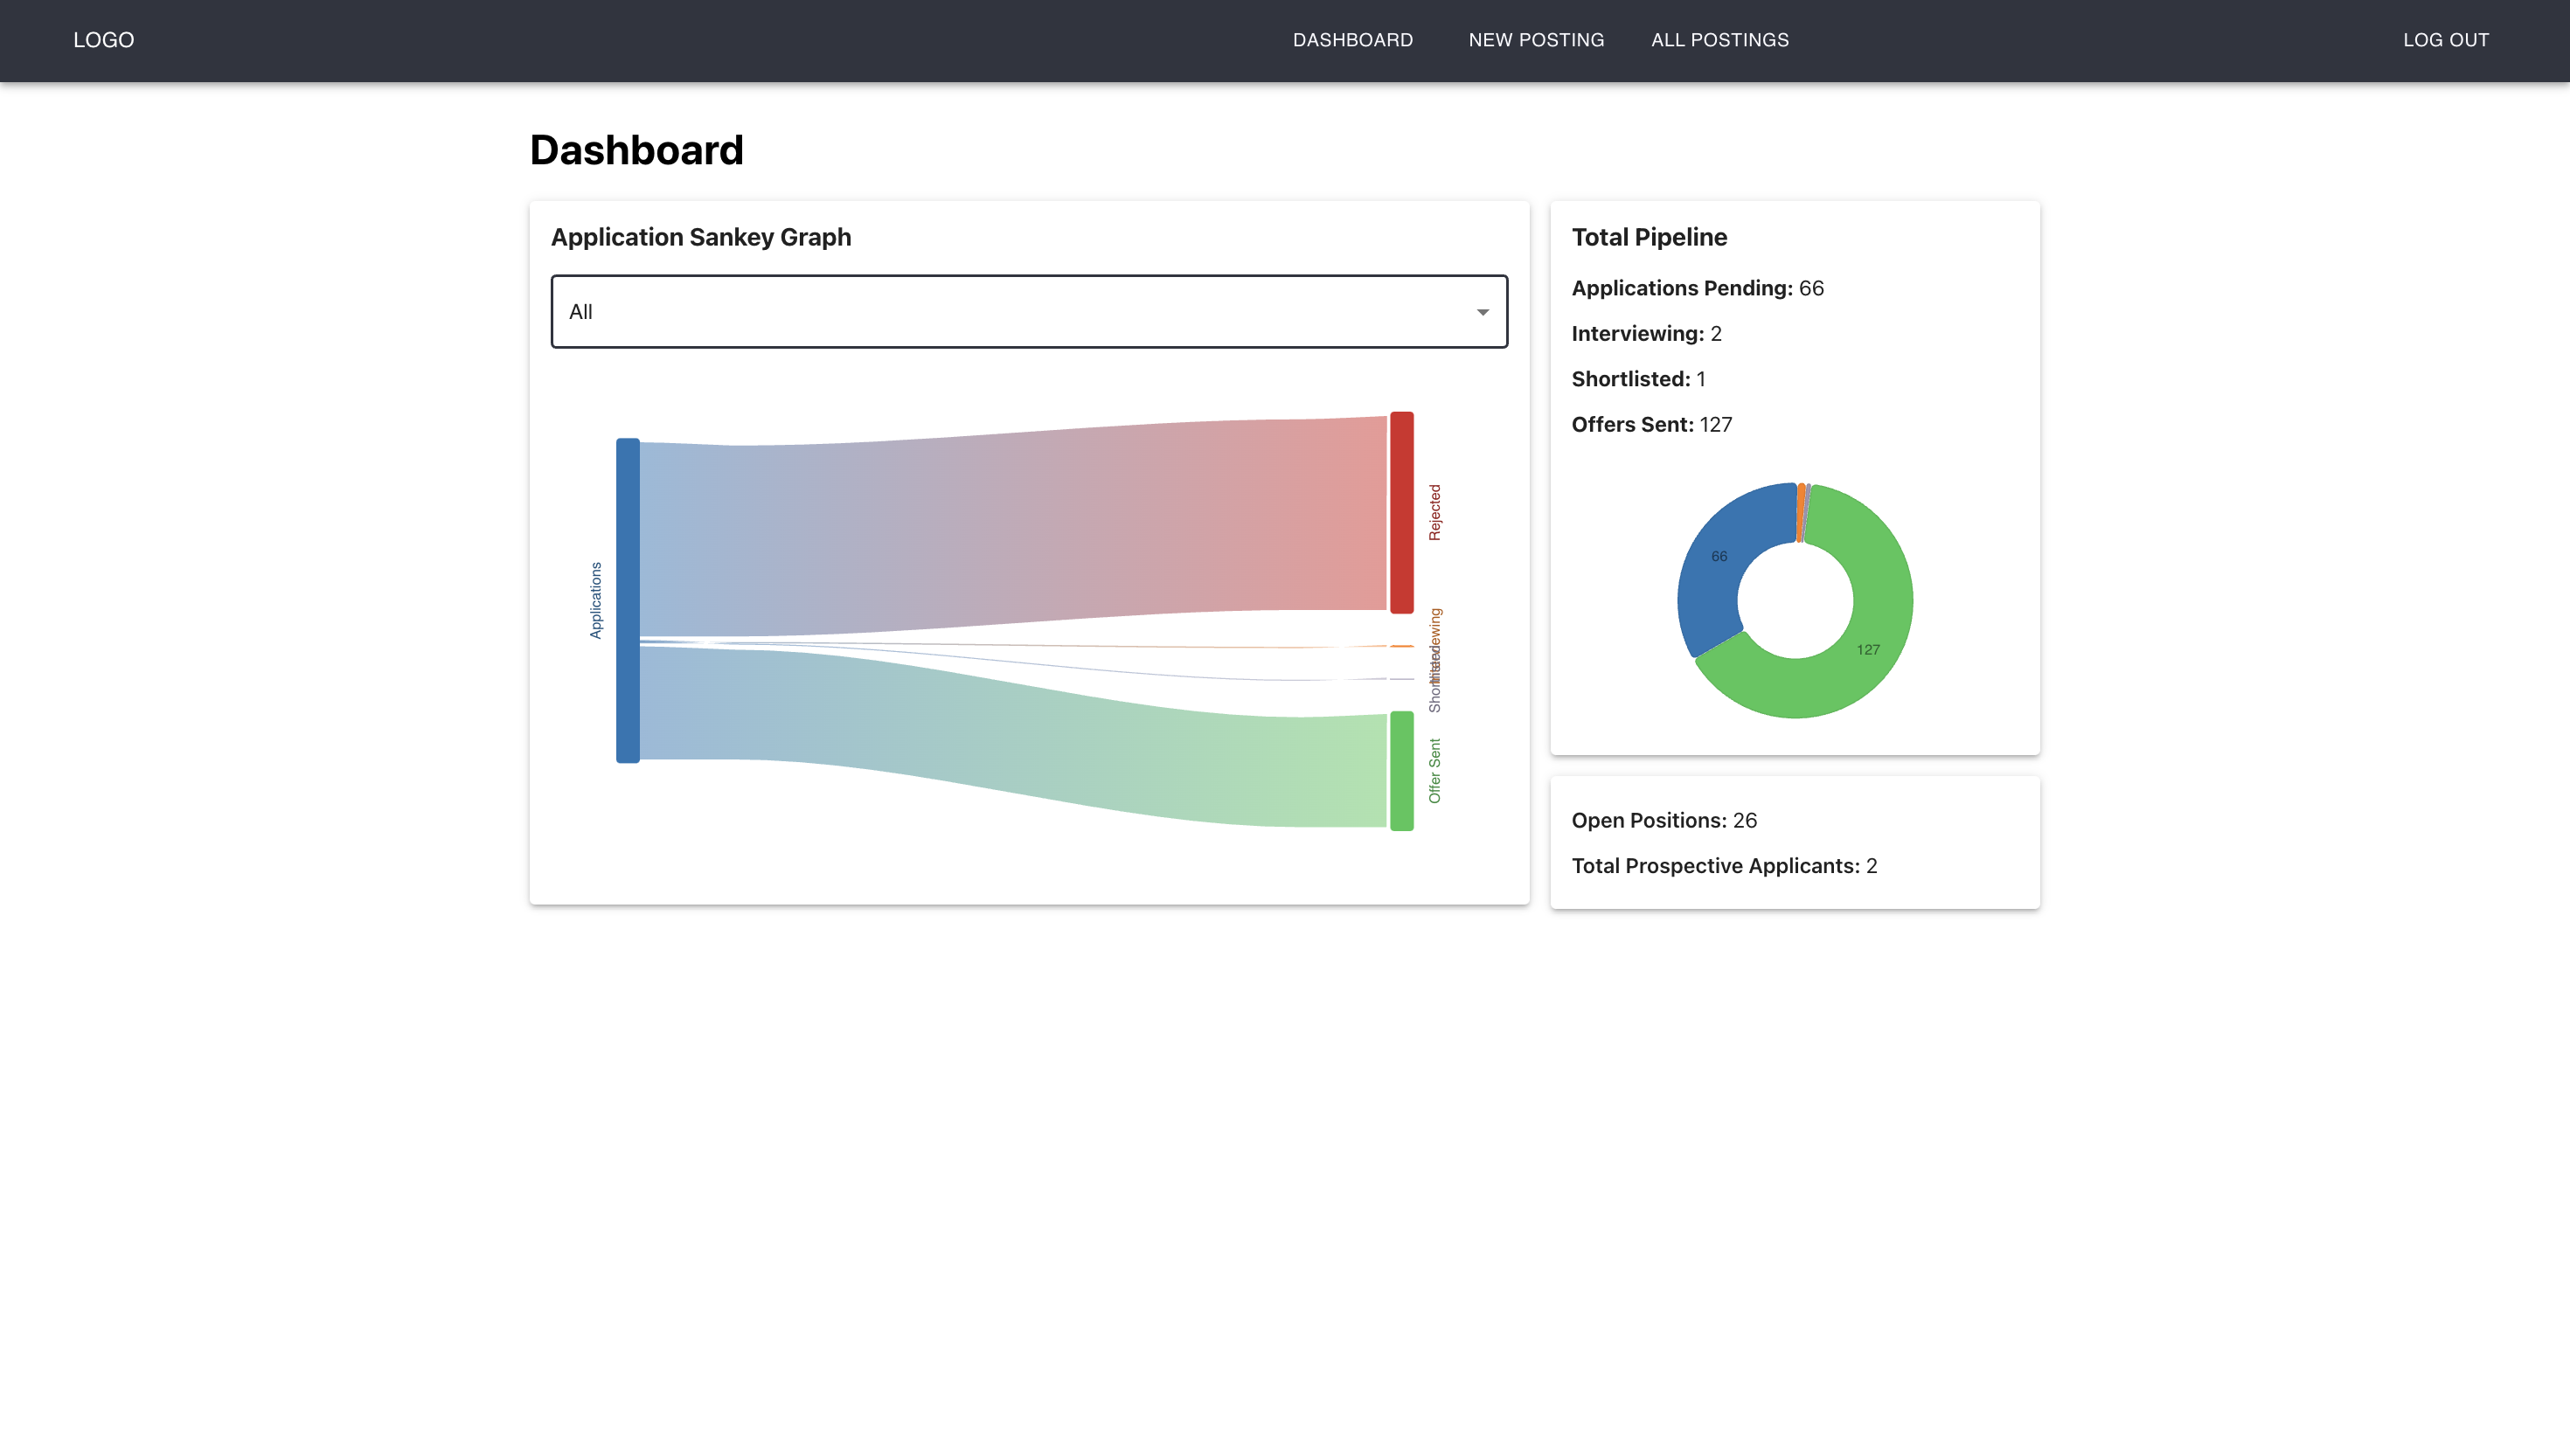 LOGO
DASHBOARD
NEW POSTING
ALL POSTINGS
LOG OUT
Dashboard
Application Sankey Graph
All
Applications
Rejected
Offer Sent
Total Pipeline
Applications Pending: 66
Interviewing: 2
Shortlisted: 1
Offers Sent: 127
66
127
Open Positions: 26
Total Prospective Applicants: 2